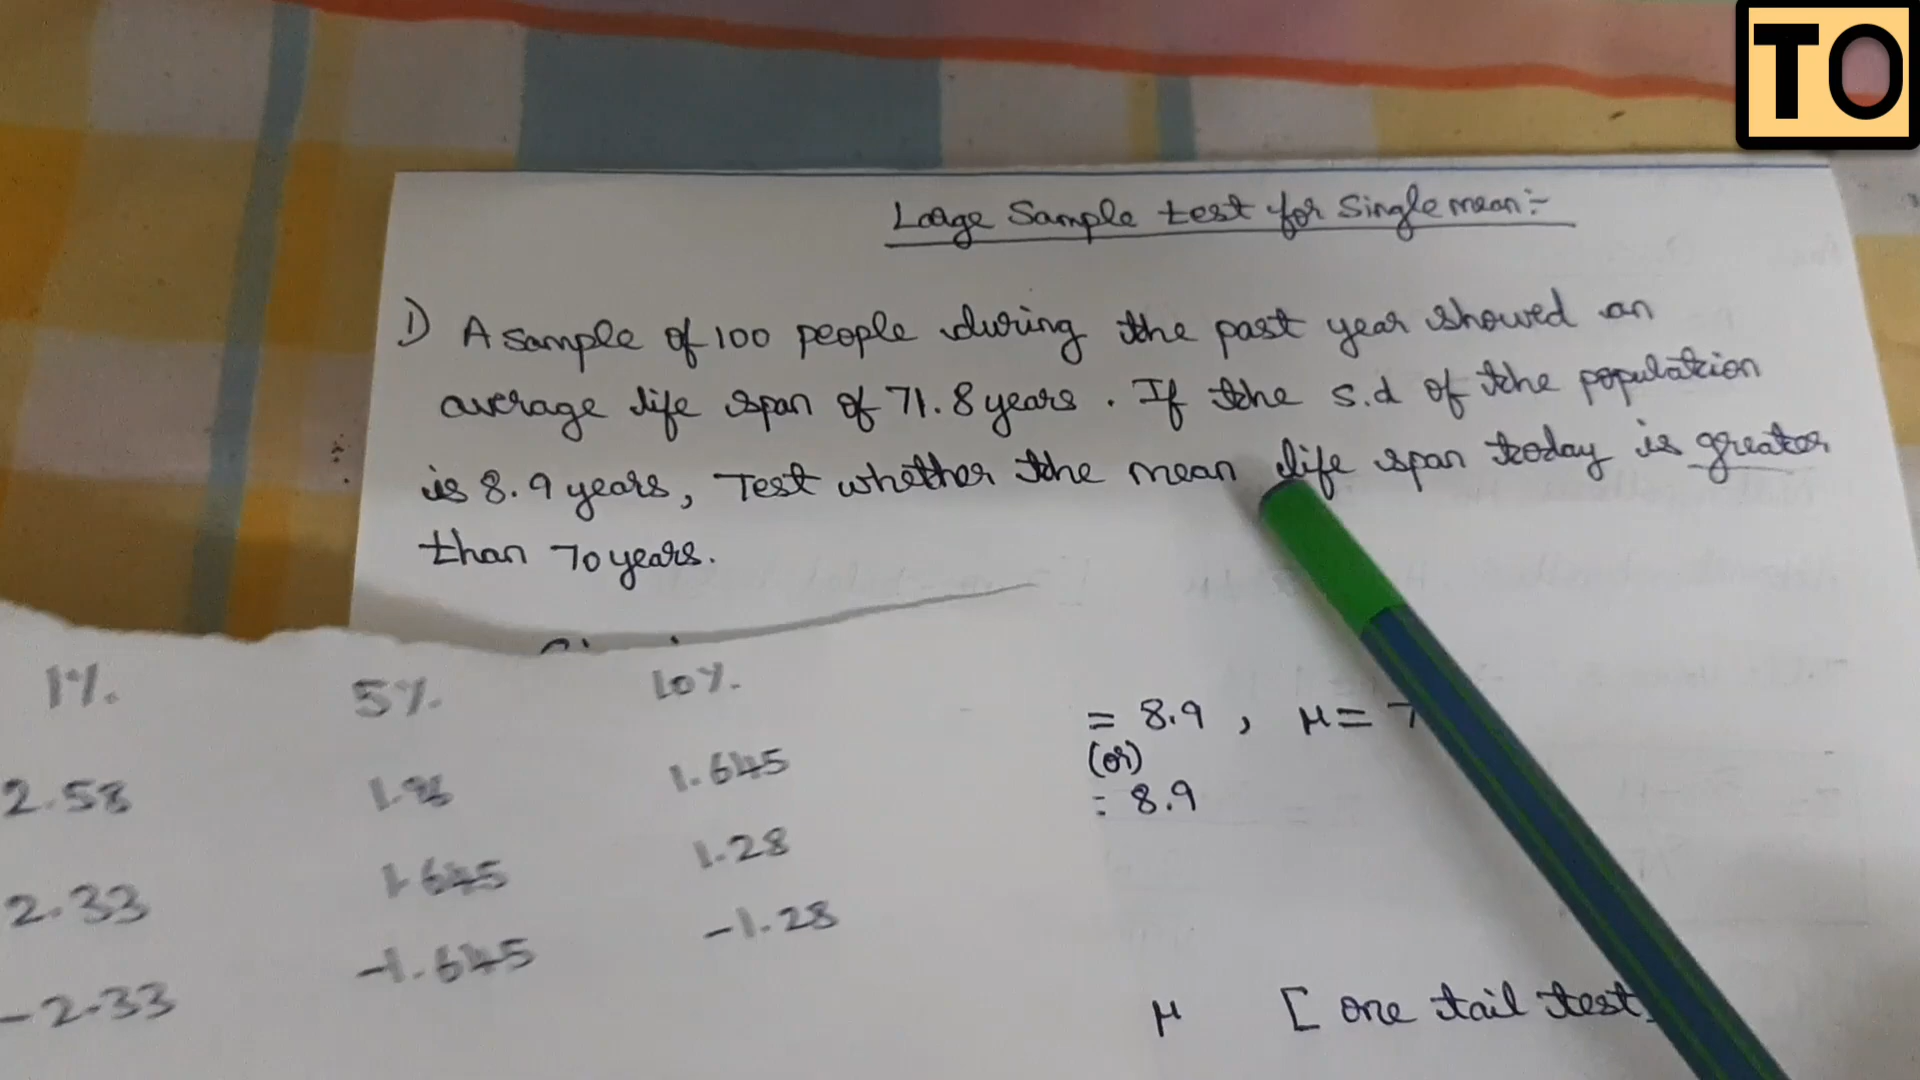 TO
Large Sample test for Single mean:-
1) A sample of 100 people during the past year showed an
average life span of 71.8 years. If the s.d of the population
is 8.9 years, Test whether the mean life span today is greater
than 70 years.
1%. 5%. 10%.
= 8.9 , μ =
(or)
2.58 1.96 1.645
= 8.9
2.33 1.645 1.28
-2.33 -1.645 -1.28
μ [one tail test]